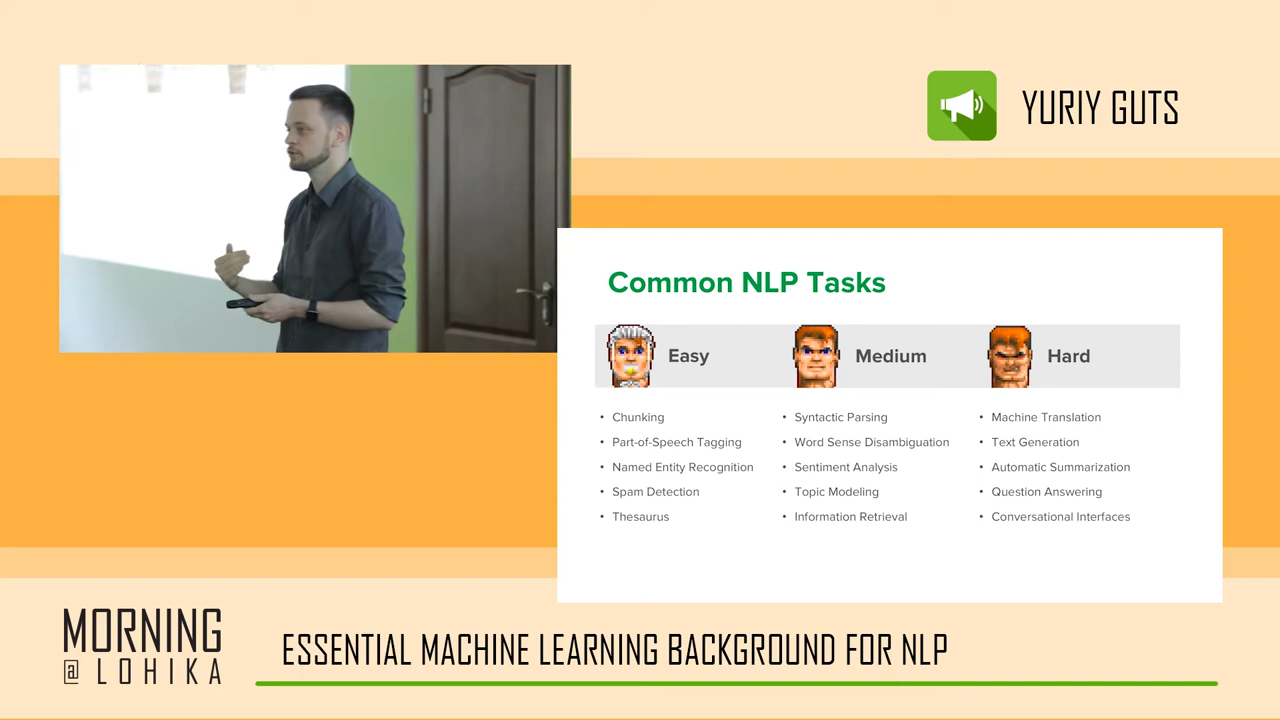 YURIY GUTS
Common NLP Tasks
Easy
Medium
Hard
• Chunking
• Part-of-Speech Tagging
• Named Entity Recognition
• Spam Detection
• Thesaurus
• Syntactic Parsing
• Word Sense Disambiguation
• Sentiment Analysis
• Topic Modeling
• Information Retrieval
• Machine Translation
• Text Generation
• Automatic Summarization
• Question Answering
• Conversational Interfaces
MORNING
@ LOHIKA
ESSENTIAL MACHINE LEARNING BACKGROUND FOR NLP